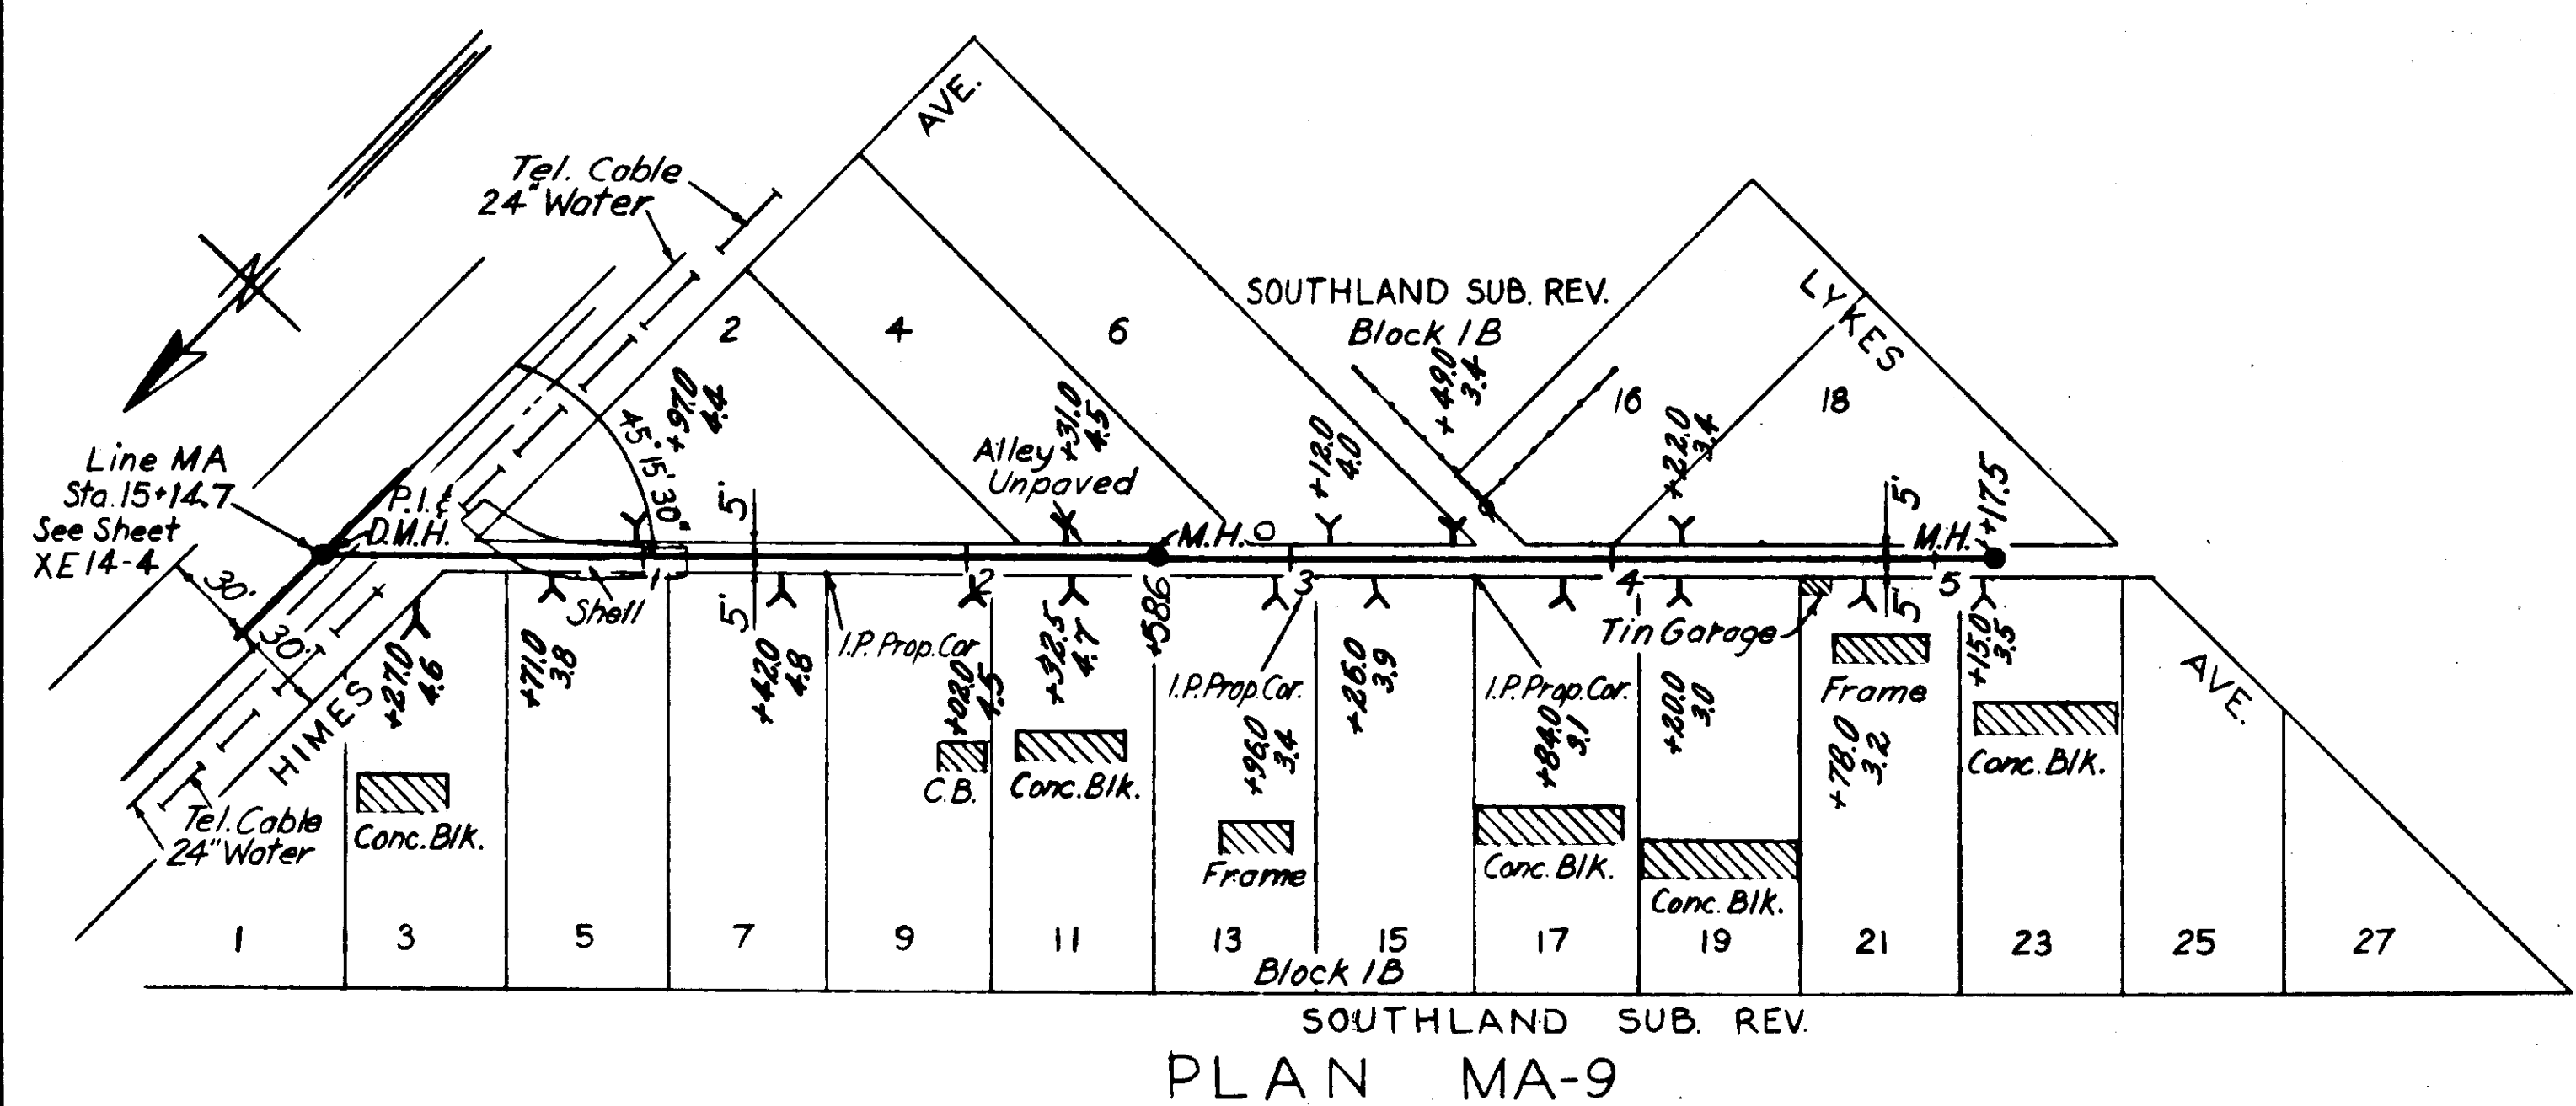 AVE.
Tel. Cable
24" Water
SOUTHLAND SUB. REV.
Block 1B
LYKES
2
4
6
16
18
+97.0
4.4
+31.0
4.5
+12.0
4.0
+49.0
3.4
+22.0
3.4
+17.5
45° 15' 30"
Alley
Unpaved
Line MA
Sta. 15+14.7
See Sheet
XE 14-4
P.I. &
D.M.H.
5'
M.H.
5'
M.H.
1
2
3
4
5
30'
30'
Shell
5'
5'
+58.6
I.P. Prop. Cor
I.P. Prop. Cor.
I.P. Prop. Cor.
Tin Garage
HIMES
+27.0
4.6
+71.0
3.8
+42.0
4.8
+02.0
4.5
+32.5
4.7
+96.0
3.4
+26.0
3.9
+84.0
3.1
+20.0
3.0
+78.0
3.2
+15.0
3.5
AVE.
Tel. Cable
24" Water
Conc. Blk.
C.B.
Conc. Blk.
Frame
Conc. Blk.
Conc. Blk.
Frame
Conc. Blk.
1
3
5
7
9
11
13
15
17
19
21
23
25
27
Block 1B
SOUTHLAND SUB. REV.
PLAN MA-9